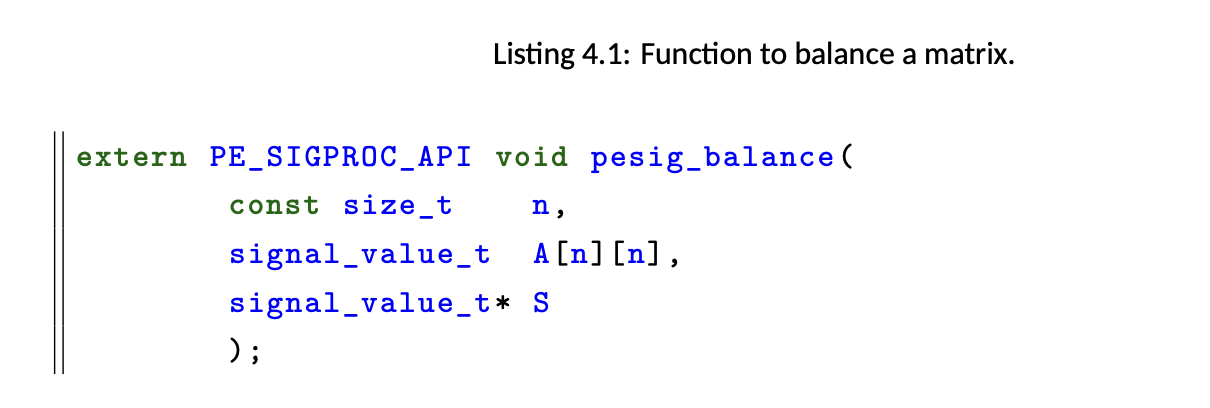 Listing 4.1: Function to balance a matrix.
extern PE_SIGPROC_API void pesig_balance(
const size_t n,
signal_value_t A[n][n],
signal_value_t* S
);